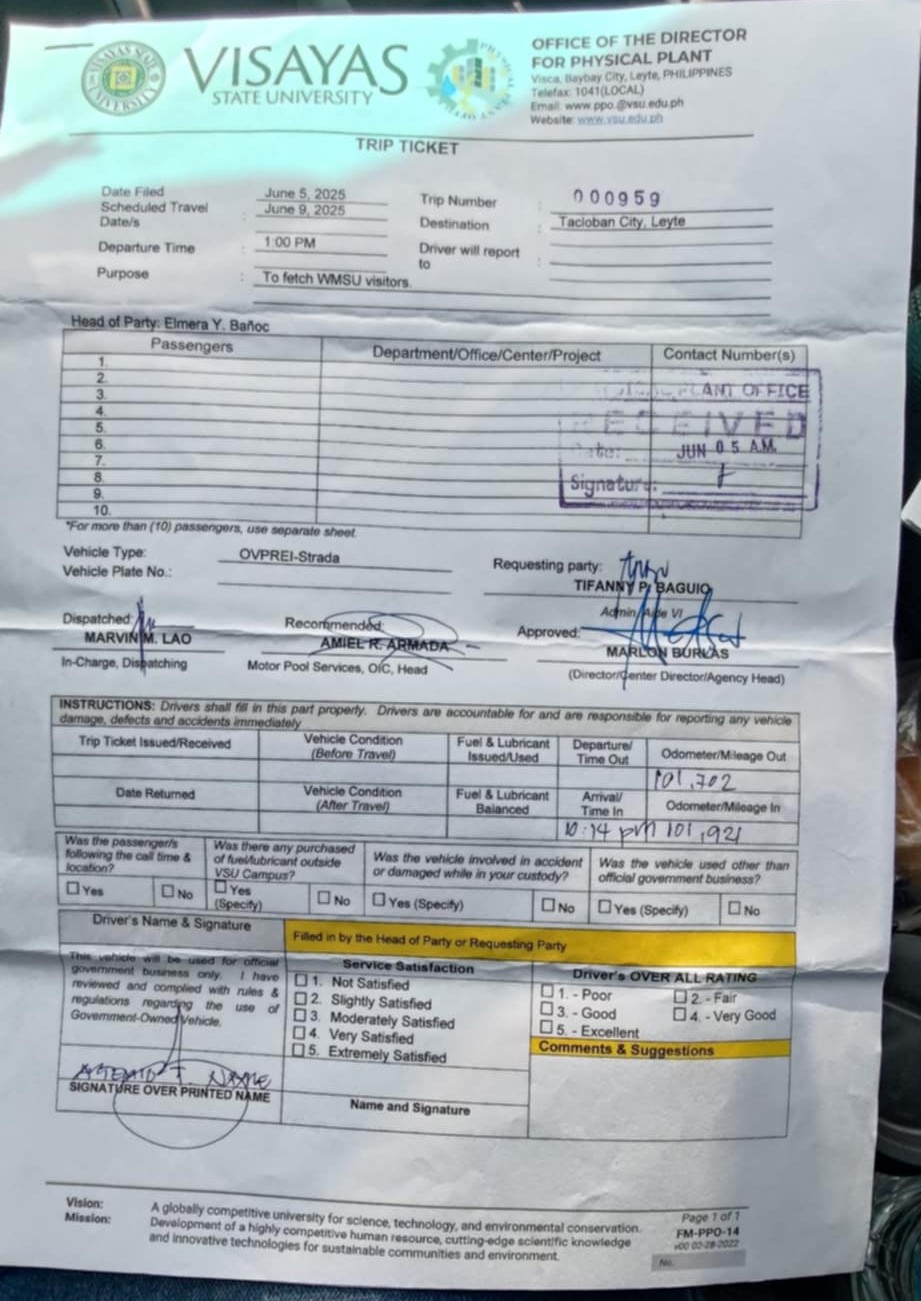 VISAYAS
STATE UNIVERSITY
OFFICE OF THE DIRECTOR
FOR PHYSICAL PLANT
Visca, Baybay City, Leyte, PHILIPPINES
Telefax: 1041(LOCAL)
Email: www.ppo.@vsu.edu.ph
Website: www.vsu.edu.ph
TRIP TICKET
Date Filed : June 5, 2025
Trip Number : 000959
Scheduled Travel Date/s : June 9, 2025
Destination : Tacloban City, Leyte
Departure Time : 1:00 PM
Driver will report to :
Purpose : To fetch WMSU visitors.
Head of Party: Elmera Y. Bañoc
Passengers Department/Office/Center/Project Contact Number(s)
1.
2.
3.
4.
5.
6.
7.
8.
9.
10.
PLANT OFFICE
RECEIVED
Date: JUN 05 A.M.
Signature:
*For more than (10) passengers, use separate sheet.
Vehicle Type: OVPREI-Strada
Vehicle Plate No.:
Requesting party:
TIFANNY P. BAGUIO
Admin Aide VI
Dispatched:
MARVIN M. LAO
In-Charge, Dispatching
Recommended:
AMIEL R. ARMADA
Motor Pool Services, OIC, Head
Approved:
MARLON BURLAS
(Director/Center Director/Agency Head)
INSTRUCTIONS: Drivers shall fill in this part properly. Drivers are accountable for and are responsible for reporting any vehicle
damage, defects and accidents immediately
Trip Ticket Issued/Received Vehicle Condition (Before Travel) Fuel & Lubricant Issued/Used Departure/ Time Out Odometer/Mileage Out
101,702
Date Returned Vehicle Condition (After Travel) Fuel & Lubricant Balanced Arrival/ Time In Odometer/Mileage In
10:14 pm 101,921
Was the passenger/s following the call time & location?
Yes No
Was there any purchased of fuel/lubricant outside VSU Campus?
Yes (Specify) No
Was the vehicle involved in accident or damaged while in your custody?
Yes (Specify) No
Was the vehicle used other than official government business?
Yes (Specify) No
Driver's Name & Signature
This vehicle will be used for official
government business only. I have
reviewed and complied with rules &
regulations regarding the use of
Government-Owned Vehicle.
SIGNATURE OVER PRINTED NAME
Filled in by the Head of Party or Requesting Party
Service Satisfaction
1. Not Satisfied
2. Slightly Satisfied
3. Moderately Satisfied
4. Very Satisfied
5. Extremely Satisfied
Name and Signature
Driver's OVER ALL RATING
1. - Poor 2. - Fair
3. - Good 4. - Very Good
5. - Excellent
Comments & Suggestions
Vision: A globally competitive university for science, technology, and environmental conservation.
Mission: Development of a highly competitive human resource, cutting-edge scientific knowledge
and innovative technologies for sustainable communities and environment.
Page 1 of 1
FM-PPO-14
v00 02-28-2022
No.